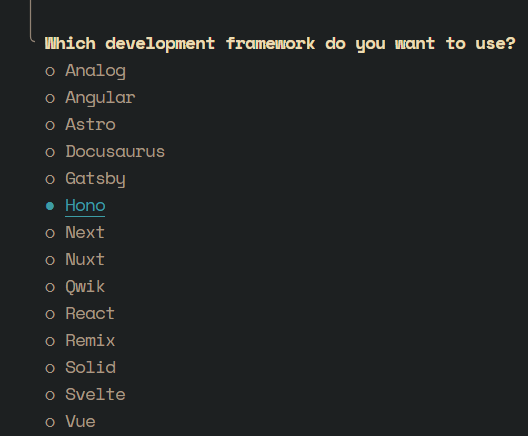 Which development framework do you want to use?
○ Analog
○ Angular
○ Astro
○ Docusaurus
○ Gatsby
● Hono
○ Next
○ Nuxt
○ Qwik
○ React
○ Remix
○ Solid
○ Svelte
○ Vue